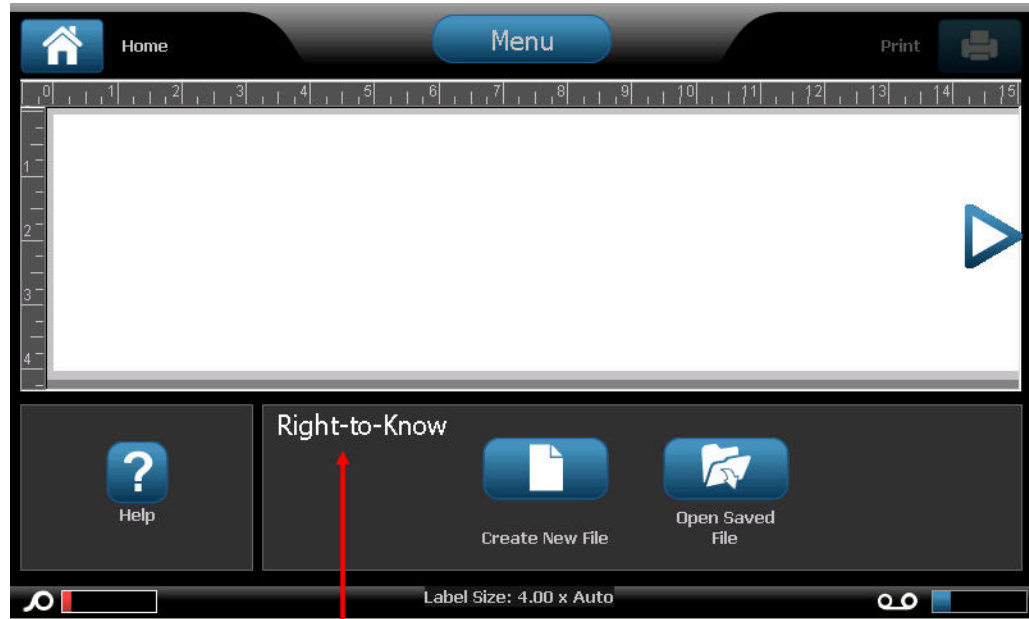 Home
Menu
Print
0 1 2 3 4 5 6 7 8 9 10 11 12 13 14 15
1
2
3
4
Right-to-Know
?
Help
Create New File
Open Saved
File
Label Size: 4.00 x Auto